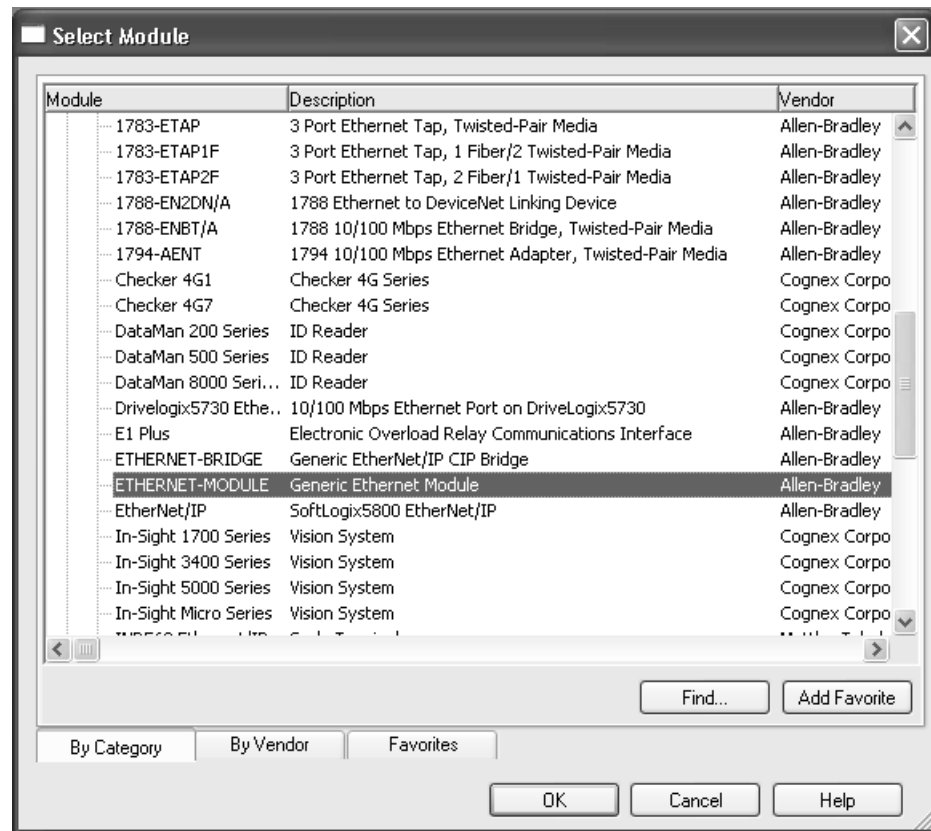 Select Module
Module Description Vendor
1783-ETAP 3 Port Ethernet Tap, Twisted-Pair Media Allen-Bradley
1783-ETAP1F 3 Port Ethernet Tap, 1 Fiber/2 Twisted-Pair Media Allen-Bradley
1783-ETAP2F 3 Port Ethernet Tap, 2 Fiber/1 Twisted-Pair Media Allen-Bradley
1788-EN2DN/A 1788 Ethernet to DeviceNet Linking Device Allen-Bradley
1788-ENBT/A 1788 10/100 Mbps Ethernet Bridge, Twisted-Pair Media Allen-Bradley
1794-AENT 1794 10/100 Mbps Ethernet Adapter, Twisted-Pair Media Allen-Bradley
Checker 4G1 Checker 4G Series Cognex Corpo
Checker 4G7 Checker 4G Series Cognex Corpo
DataMan 200 Series ID Reader Cognex Corpo
DataMan 500 Series ID Reader Cognex Corpo
DataMan 8000 Seri... ID Reader Cognex Corpo
Drivelogix5730 Ethe.. 10/100 Mbps Ethernet Port on DriveLogix5730 Allen-Bradley
E1 Plus Electronic Overload Relay Communications Interface Allen-Bradley
ETHERNET-BRIDGE Generic EtherNet/IP CIP Bridge Allen-Bradley
ETHERNET-MODULE Generic Ethernet Module Allen-Bradley
EtherNet/IP SoftLogix5800 EtherNet/IP Allen-Bradley
In-Sight 1700 Series Vision System Cognex Corpo
In-Sight 3400 Series Vision System Cognex Corpo
In-Sight 5000 Series Vision System Cognex Corpo
In-Sight Micro Series Vision System Cognex Corpo
Find... Add Favorite
By Category By Vendor Favorites
OK Cancel Help